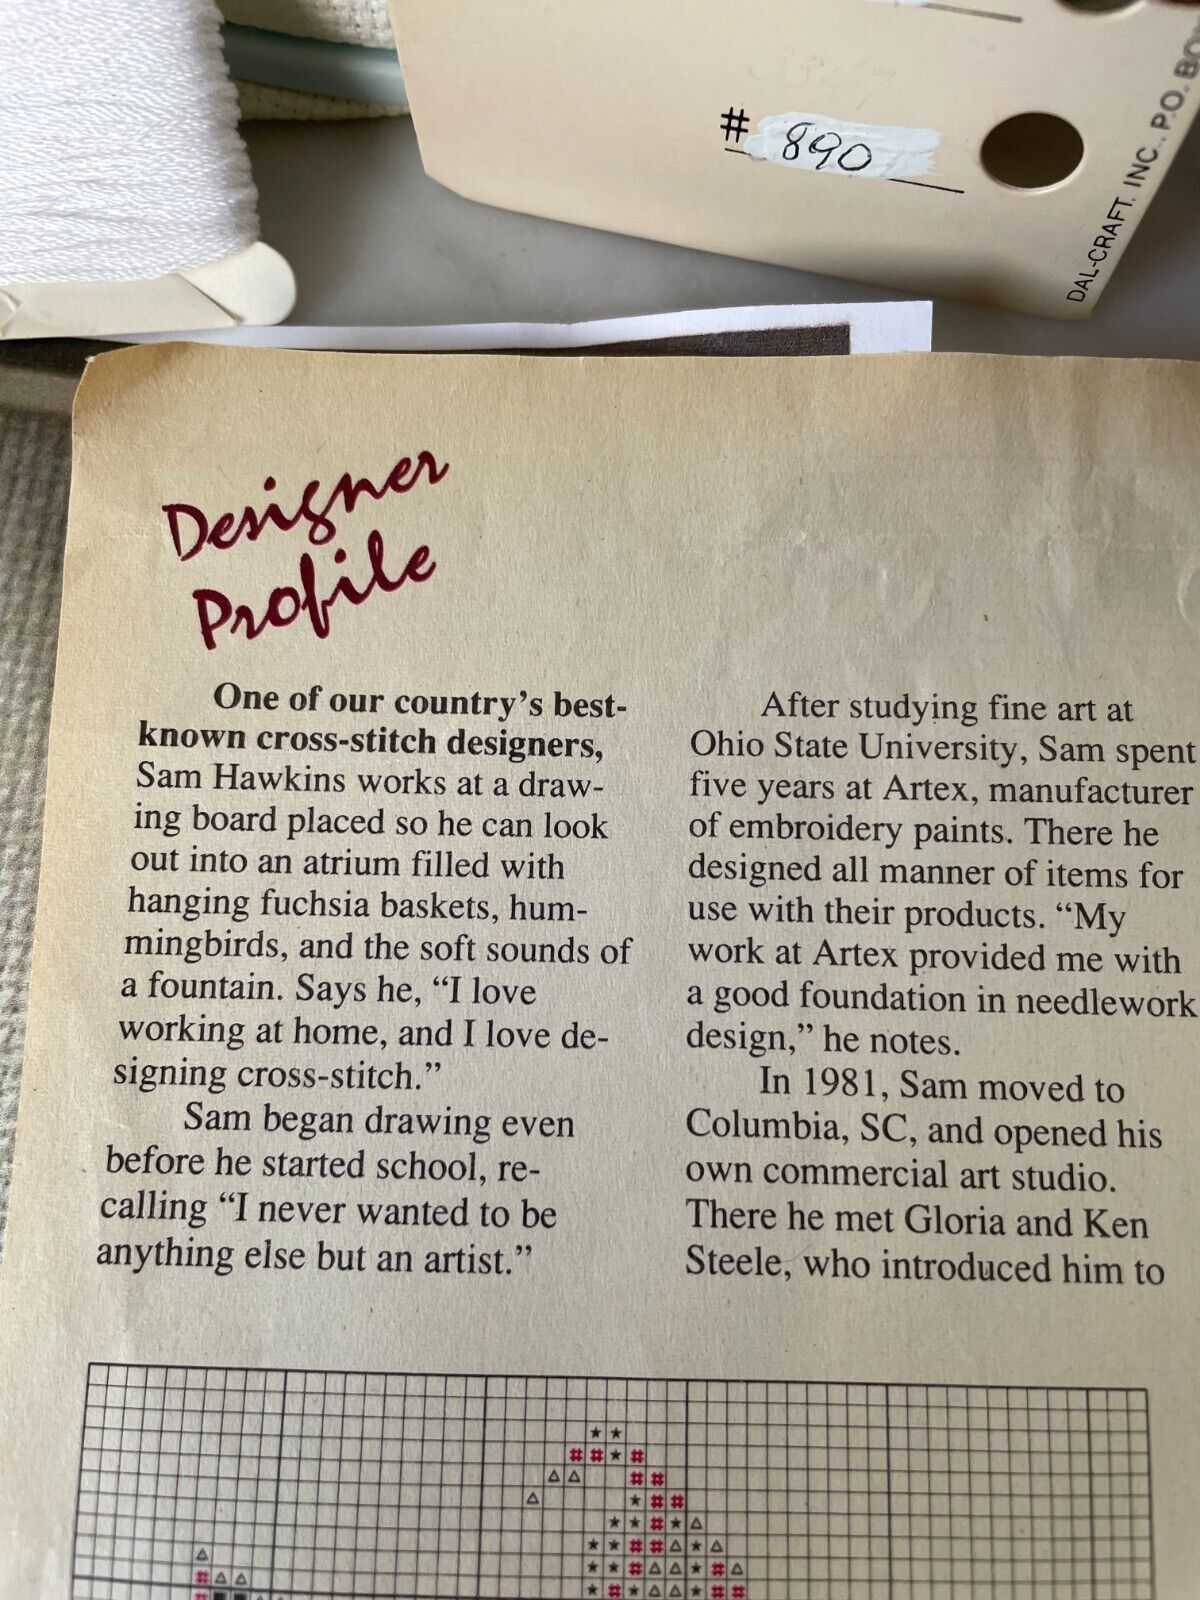 # 890
DAL-CRAFT, INC., P.O. BO
Designer
Profile
One of our country's best-
known cross-stitch designers,
Sam Hawkins works at a draw-
ing board placed so he can look
out into an atrium filled with
hanging fuchsia baskets, hum-
mingbirds, and the soft sounds of
a fountain. Says he, “I love
working at home, and I love de-
signing cross-stitch.”
Sam began drawing even
before he started school, re-
calling “I never wanted to be
anything else but an artist.”
After studying fine art at
Ohio State University, Sam spent
five years at Artex, manufacturer
of embroidery paints. There he
designed all manner of items for
use with their products. “My
work at Artex provided me with
a good foundation in needlework
design,” he notes.
In 1981, Sam moved to
Columbia, SC, and opened his
own commercial art studio.
There he met Gloria and Ken
Steele, who introduced him to